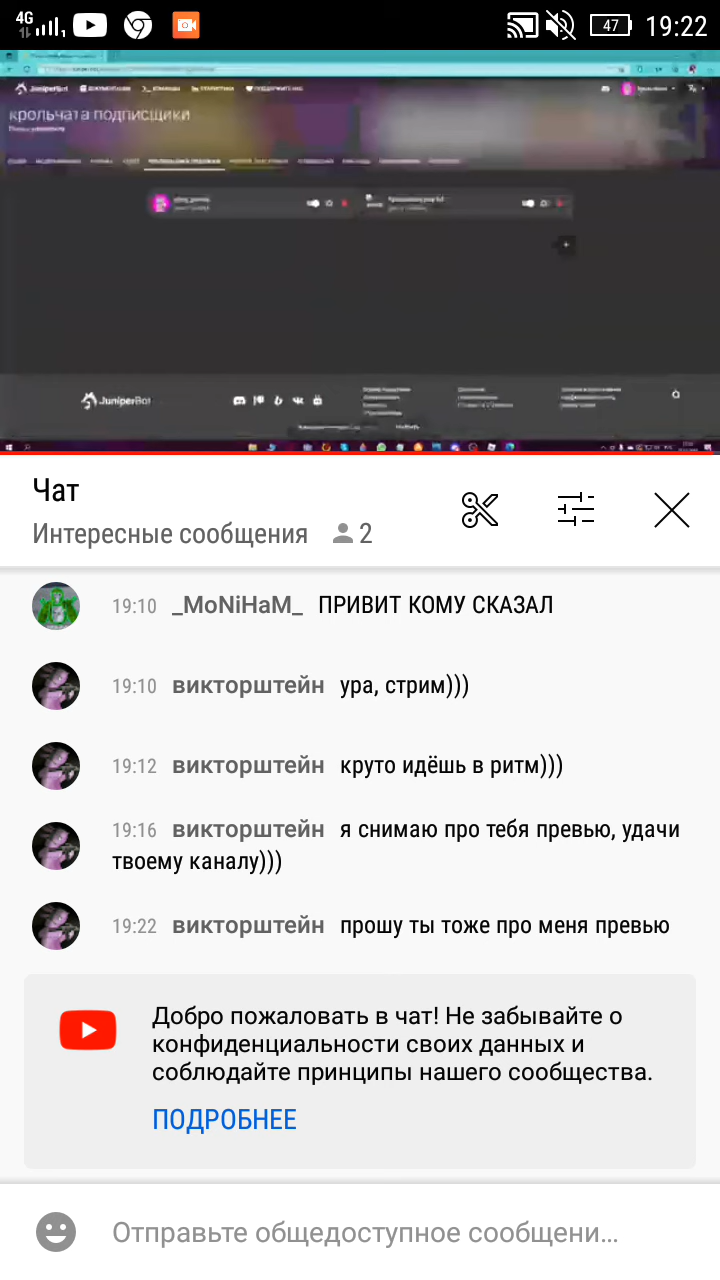 4G
47
19:22
JuniperBot
крольчата подписщики
JuniperBot
Чат
Интересные сообщения 2
19:10 _MoNiHaM_ ПРИВИТ КОМУ СКАЗАЛ
19:10 викторштейн ура, стрим)))
19:12 викторштейн круто идёшь в ритм)))
19:16 викторштейн я снимаю про тебя превью, удачи
твоему каналу)))
19:22 викторштейн прошу ты тоже про меня превью
Добро пожаловать в чат! Не забывайте о
конфиденциальности своих данных и
соблюдайте принципы нашего сообщества.
ПОДРОБНЕЕ
Отправьте общедоступное сообщени...